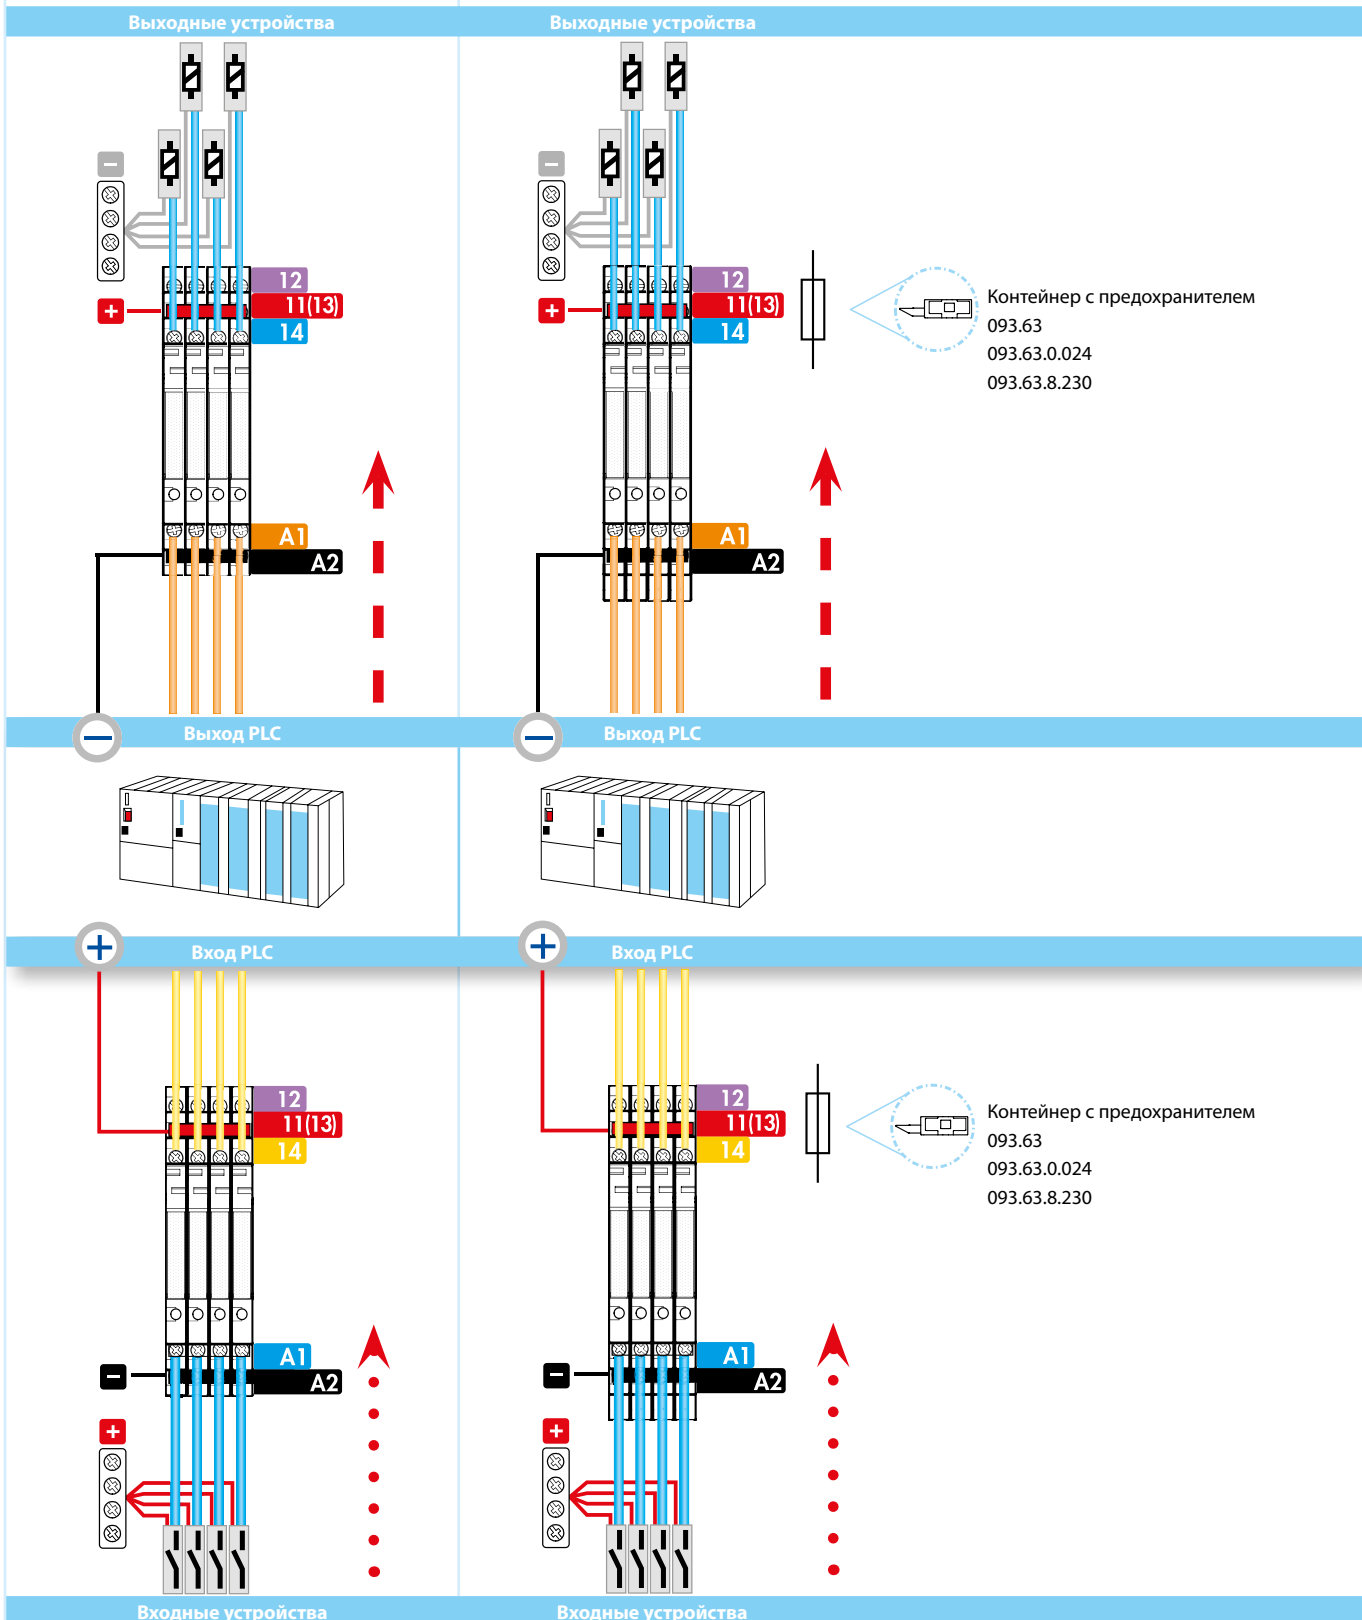 Выходные устройства
Выходные устройства
12
11(13)
14
12
11(13)
14
Контейнер с предохранителем
093.63
093.63.0.024
093.63.8.230
A1
A2
A1
A2
Выход PLC
Выход PLC
Вход PLC
Вход PLC
12
11(13)
14
12
11(13)
14
Контейнер с предохранителем
093.63
093.63.0.024
093.63.8.230
A1
A2
A1
A2
Входные устройства
Входные устройства